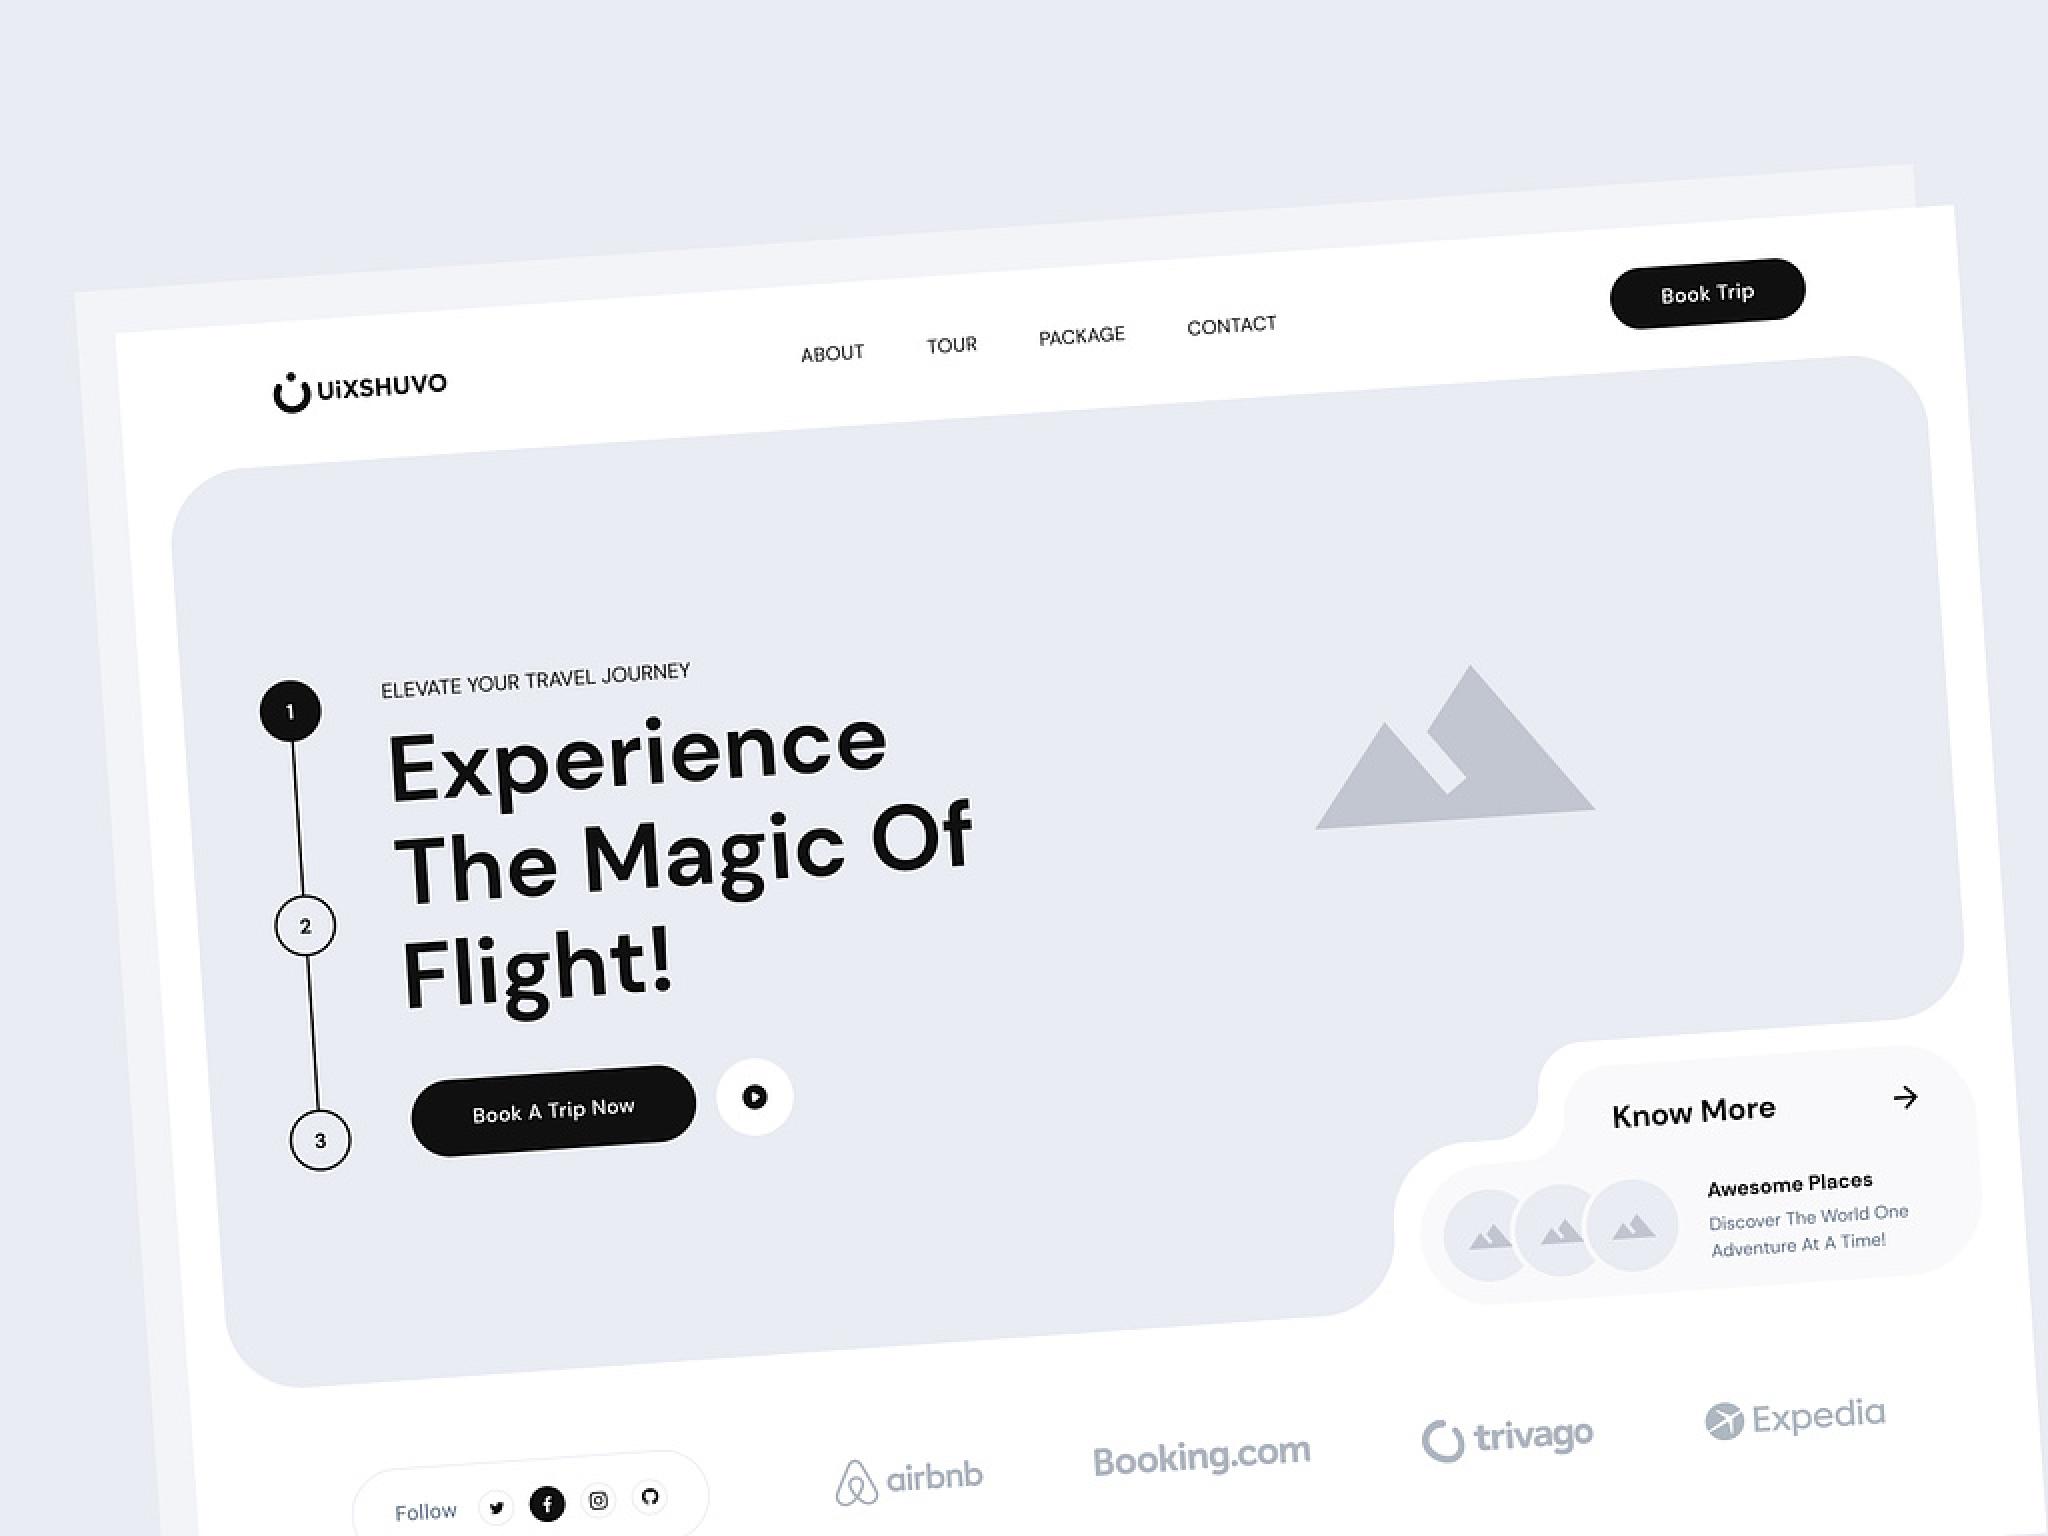 UiXSHUVO
ABOUT
TOUR
PACKAGE
CONTACT
Book Trip
1
2
3
ELEVATE YOUR TRAVEL JOURNEY
Experience
The Magic Of
Flight!
Book A Trip Now
Know More
Awesome Places
Discover The World One
Adventure At A Time!
Follow
airbnb
Booking.com
trivago
Expedia